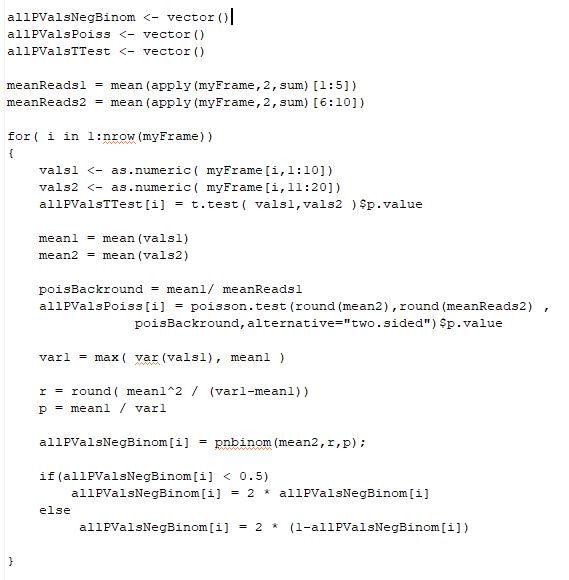 allPValsNegBinom <- vector()
allPValsPoiss <- vector()
allPValsTTest <- vector()
meanReads1 = mean(apply(myFrame,2,sum)[1:5])
meanReads2 = mean(apply(myFrame,2,sum)[6:10])
for( i in 1:nrow(myFrame))
{
vals1 <- as.numeric( myFrame[i,1:10])
vals2 <- as.numeric( myFrame[i,11:20])
allPValsTTest[i] = t.test( vals1,vals2 )$p.value
mean1 = mean(vals1)
mean2 = mean(vals2)
poisBackround = mean1/ meanReads1
allPValsPoiss[i] = poisson.test(round(mean2),round(meanReads2) ,
poisBackround,alternative="two.sided")$p.value
var1 = max( var(vals1), mean1 )
r = round( mean1^2 / (var1-mean1))
p = mean1 / var1
allPValsNegBinom[i] = pnbinom(mean2,r,p);
if(allPValsNegBinom[i] < 0.5)
allPValsNegBinom[i] = 2 * allPValsNegBinom[i]
else
allPValsNegBinom[i] = 2 * (1-allPValsNegBinom[i])
}